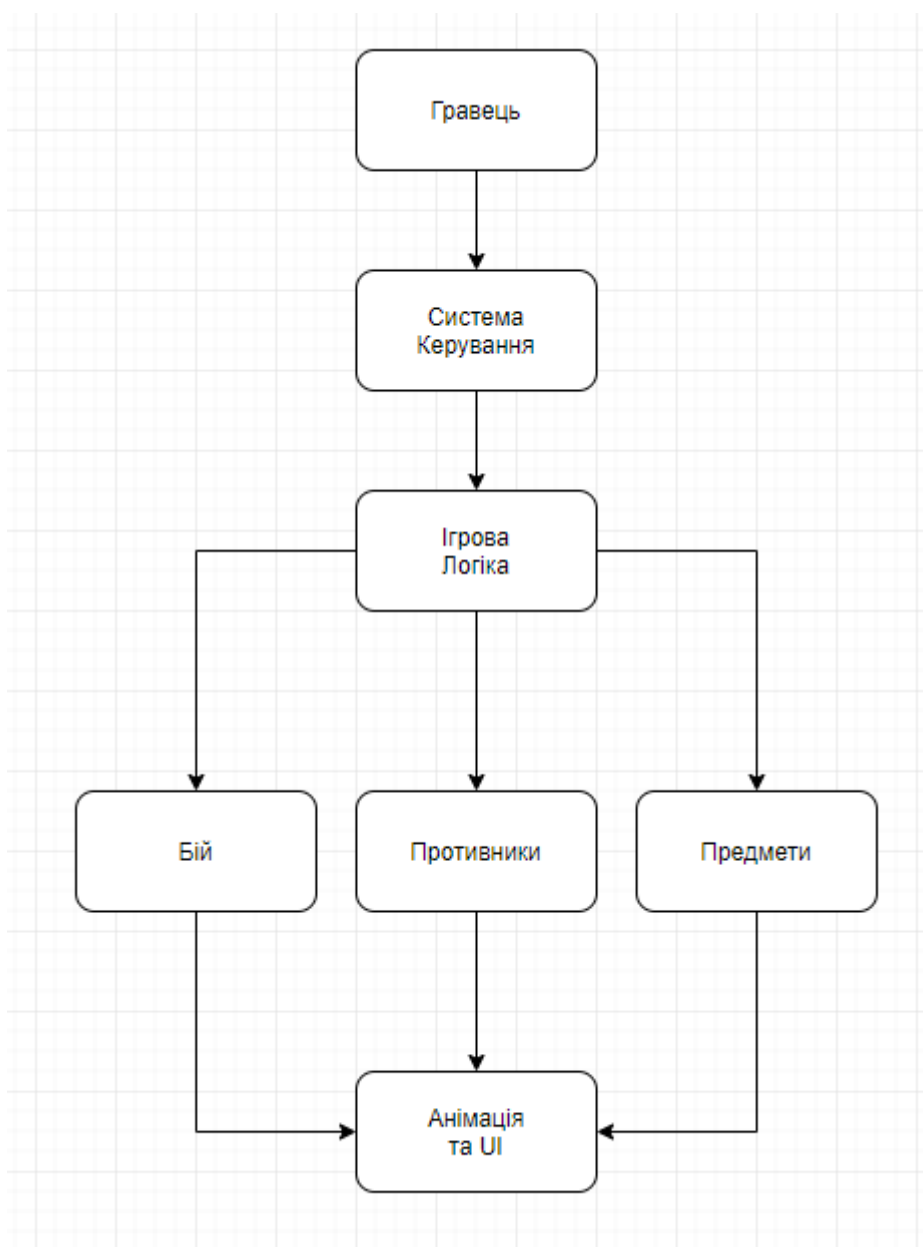 Гравець
Система
Керування
Ігрова
Логіка
Бій
Противники
Предмети
Анімація
та UI